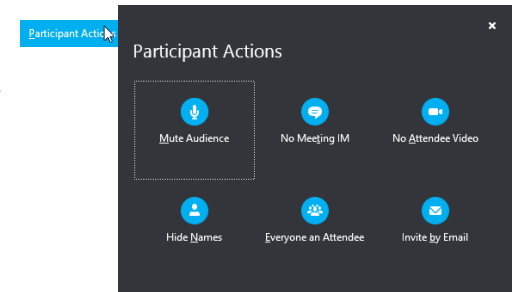 Participant Actions
Participant Actions
Mute Audience
No Meeting IM
No Attendee Video
Hide Names
Everyone an Attendee
Invite by Email